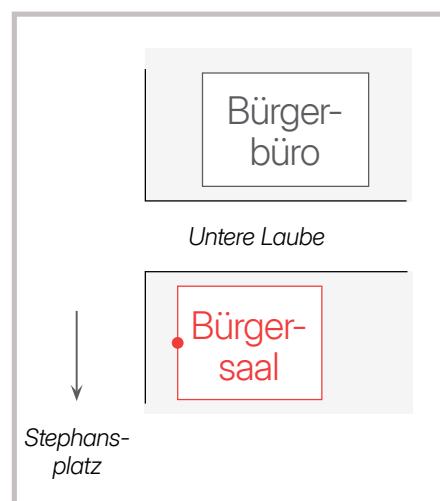 Bürger-
büro
Untere Laube
Bürger-
saal
Stephans-
platz